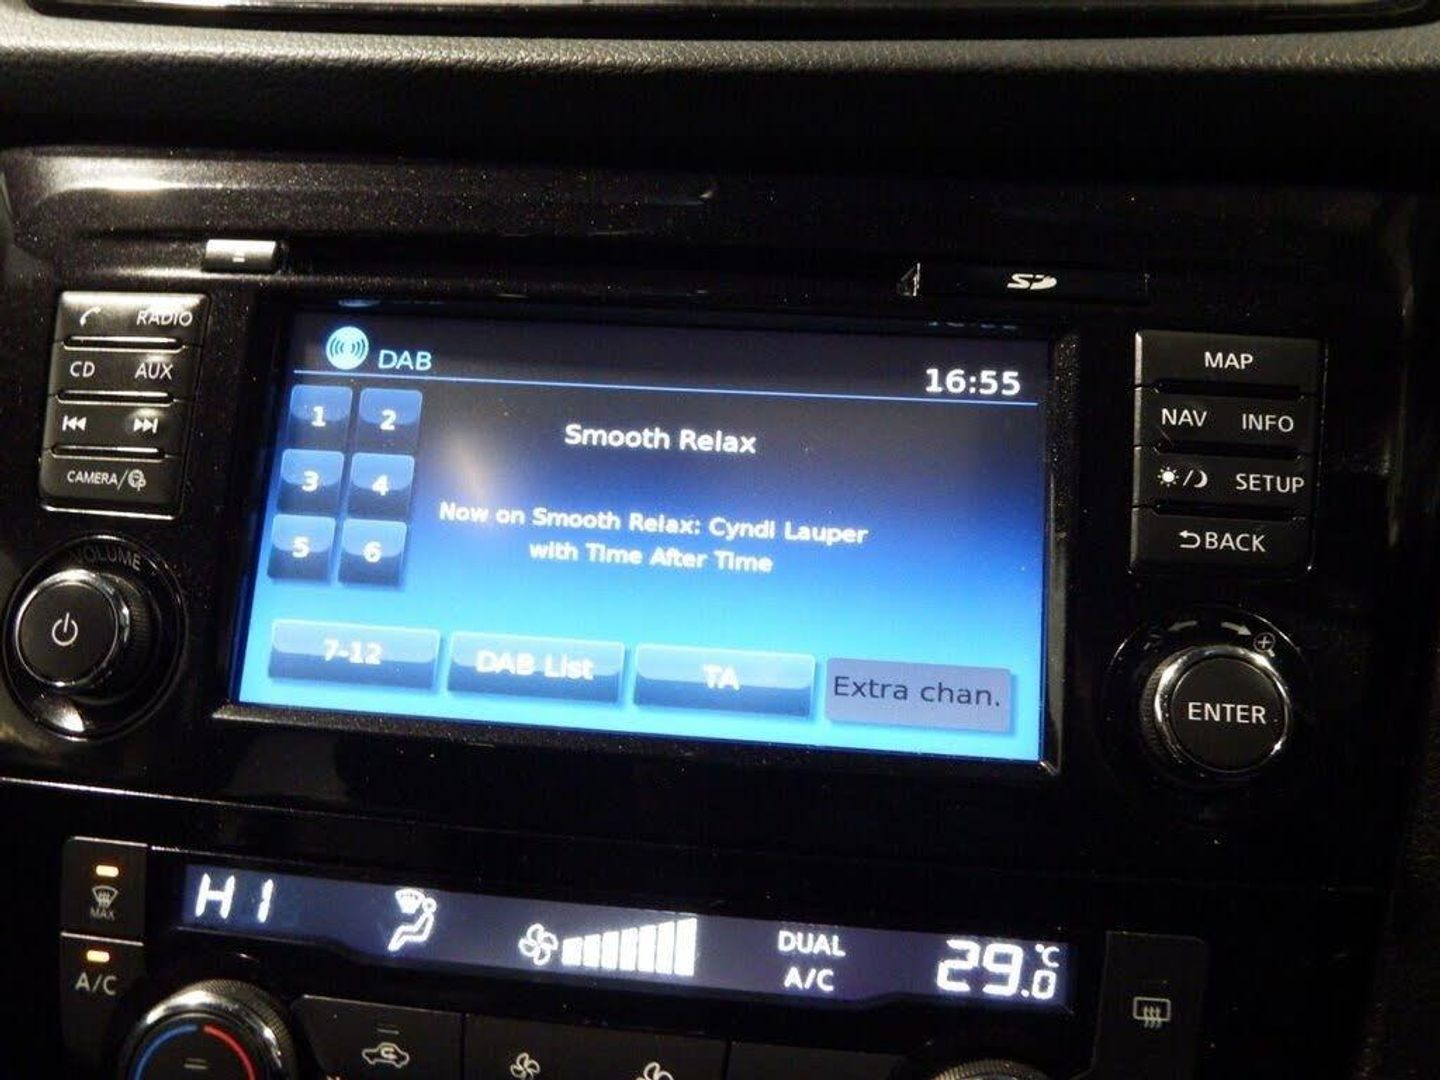 SD
RADIO
CD AUX
CAMERA/
VOLUME
DAB 16:55
1 2
3 4
5 6
Smooth Relax
Now on Smooth Relax: Cyndi Lauper
with Time After Time
7-12 DAB List TA Extra chan.
MAP
NAV INFO
SETUP
BACK
ENTER
MAX
A/C
HI
DUAL
A/C
29.0 °C